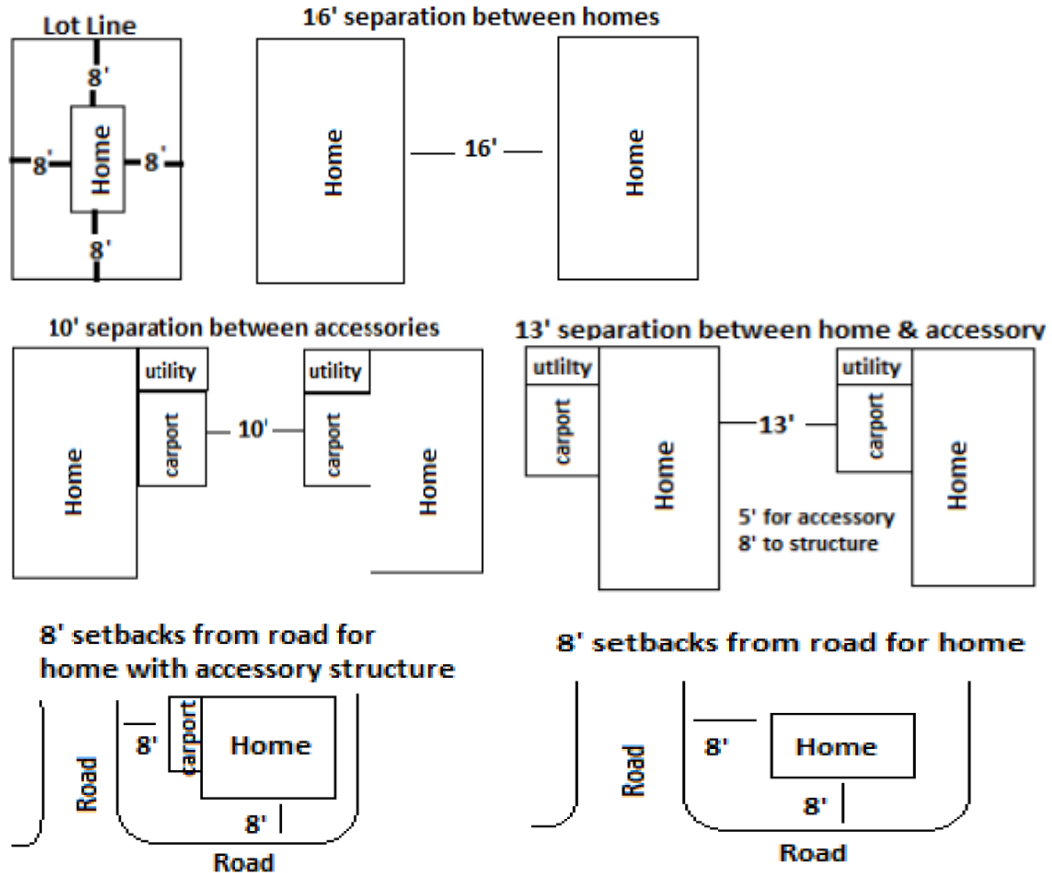 Lot Line
8'
8'
Home
8'
8'
16' separation between homes
Home
16'
Home
10' separation between accessories
utility
utility
carport
10'
carport
Home
Home
13' separation between home & accessory
utlilty
utility
carport
13'
carport
Home
Home
5' for accessory
8' to structure
8' setbacks from road for
home with accessory structure
carport
8'
Home
Road
8'
Road
8' setbacks from road for home
8'
Home
Road
8'
Road